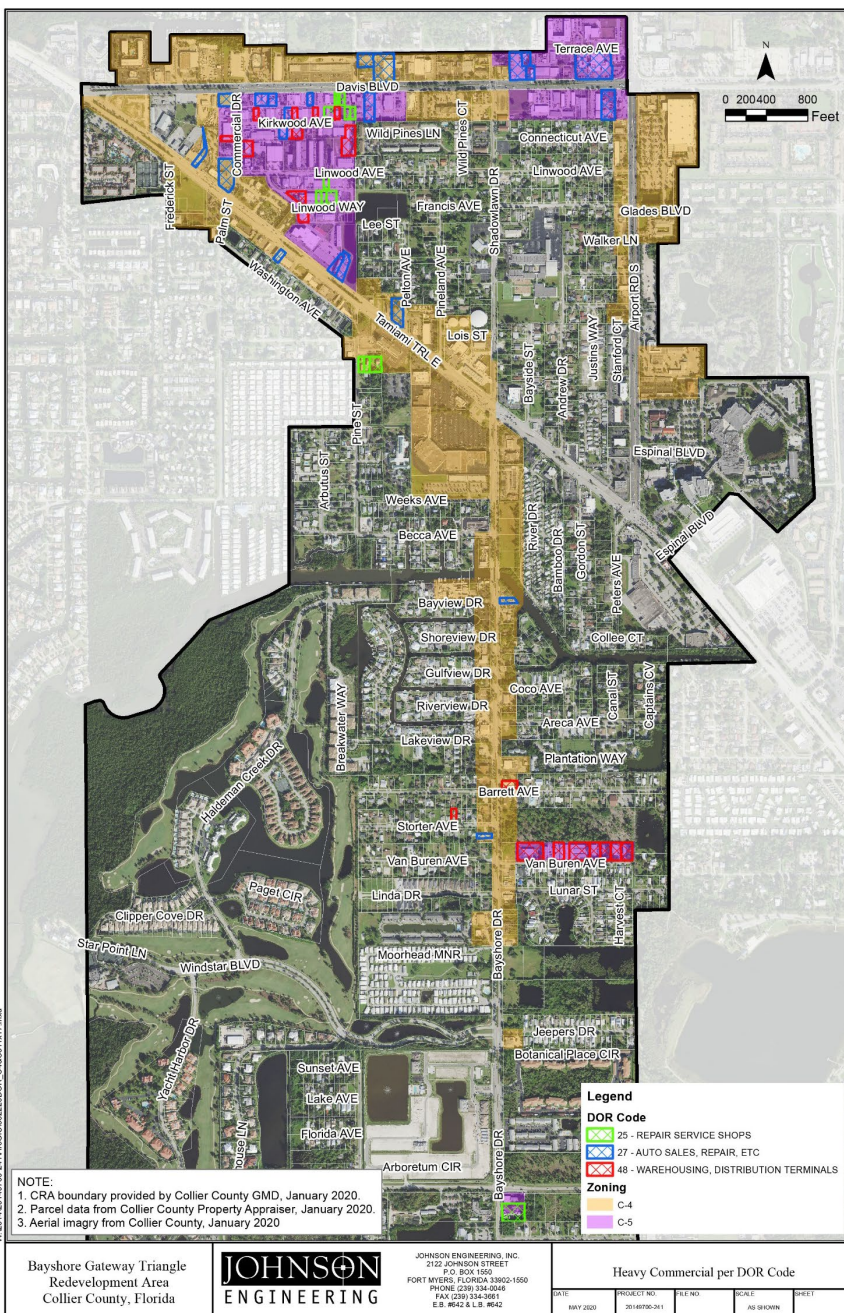 Terrace AVE
N
Davis BLVD
0 200400 800
Feet
Commercial DR
Kirkwood AVE
Wild Pines LN
Wild Pines CT
Connecticut AVE
Linwood AVE
Linwood AVE
Frederick ST
Palm ST
Linwood WAY
Francis AVE
Shadowlawn DR
Glades BLVD
Lee ST
Walker LN
Washington AVE
Pelton AVE
Pineland AVE
Airport RD S
Tamiami TRL E
Lois ST
Bayside ST
Andrew DR
Justins WAY
Stanford CT
Pine ST
Arbutus ST
Espinal BLVD
Weeks AVE
Becca AVE
River DR
Bamboo DR
Gordon ST
Peters AVE
Espinal BLVD
Bayview DR
Shoreview DR
Collee CT
Gulfview DR
Coco AVE
Canal ST
Captains CV
Riverview DR
Breakwater WAY
Areca AVE
Lakeview DR
Plantation WAY
Haldeman Creek DR
Barrett AVE
Storter AVE
Van Buren AVE
Van Buren AVE
Paget CIR
Linda DR
Lunar ST
Harvest CT
Clipper Cove DR
Star Point LN
Windstar BLVD
Moorhead MNR
Bayshore DR
Yacht Harbor DR
Jeepers DR
Botanical Place CIR
Sunset AVE
Lake AVE
Florida AVE
Arboretum CIR
Bayshore DR
Legend
DOR Code
25 - REPAIR SERVICE SHOPS
27 - AUTO SALES, REPAIR, ETC
48 - WAREHOUSING, DISTRIBUTION TERMINALS
Zoning
C-4
C-5
NOTE:
1. CRA boundary provided by Collier County GMD, January 2020.
2. Parcel data from Collier County Property Appraiser, January 2020.
3. Aerial imagry from Collier County, January 2020
Bayshore Gateway Triangle
Redevelopment Area
Collier County, Florida
JOHNSON
ENGINEERING
JOHNSON ENGINEERING, INC.
2122 JOHNSON STREET
P.O. BOX 1550
FORT MYERS, FLORIDA 33902-1550
PHONE (239) 334-0046
FAX (239) 334-3661
E.B. #642 & L.B. #642
Heavy Commercial per DOR Code
DATE
MAY 2020
PROJECT NO.
20149700-241
FILE NO.
SCALE
AS SHOWN
SHEET